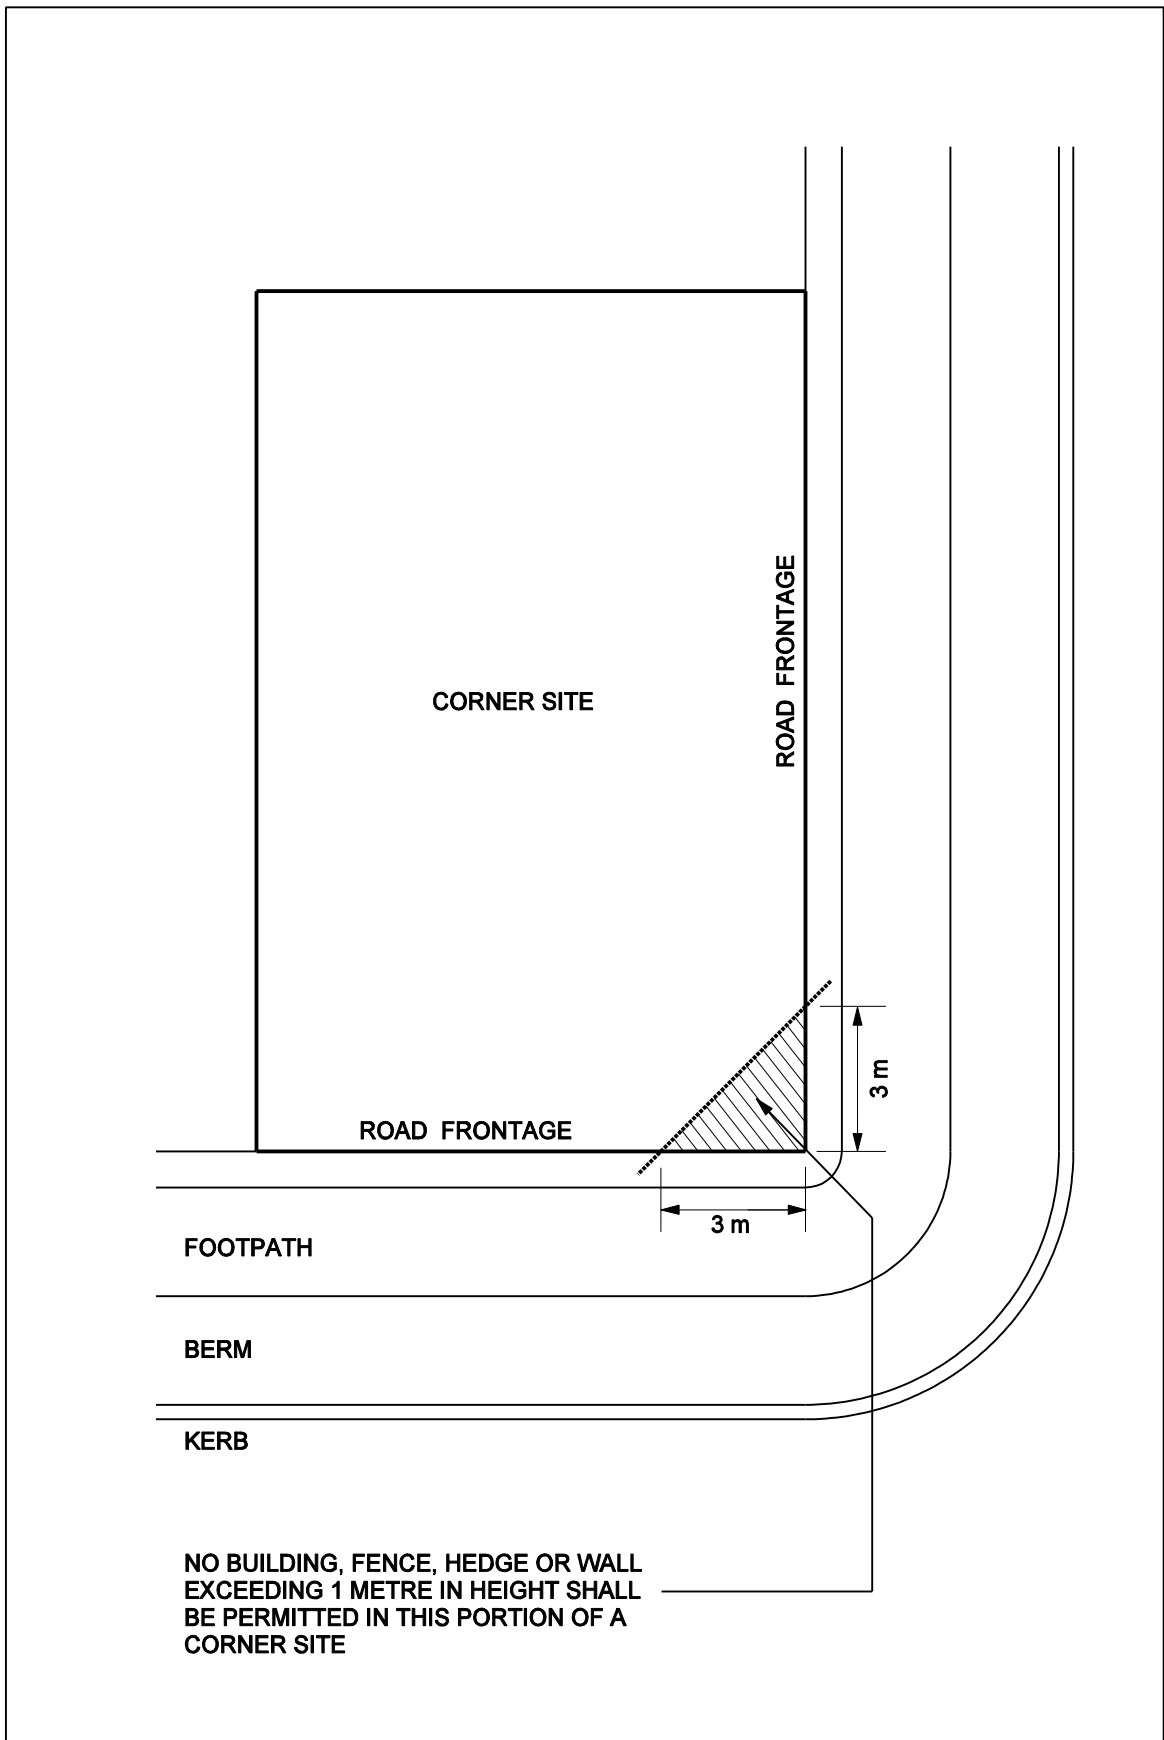 ROAD  FRONTAGE
CORNER SITE
3 m
ROAD  FRONTAGE
3 m
FOOTPATH
BERM
KERB
NO BUILDING, FENCE, HEDGE OR WALL
EXCEEDING 1 METRE IN HEIGHT SHALL
BE PERMITTED IN THIS PORTION OF A
CORNER SITE